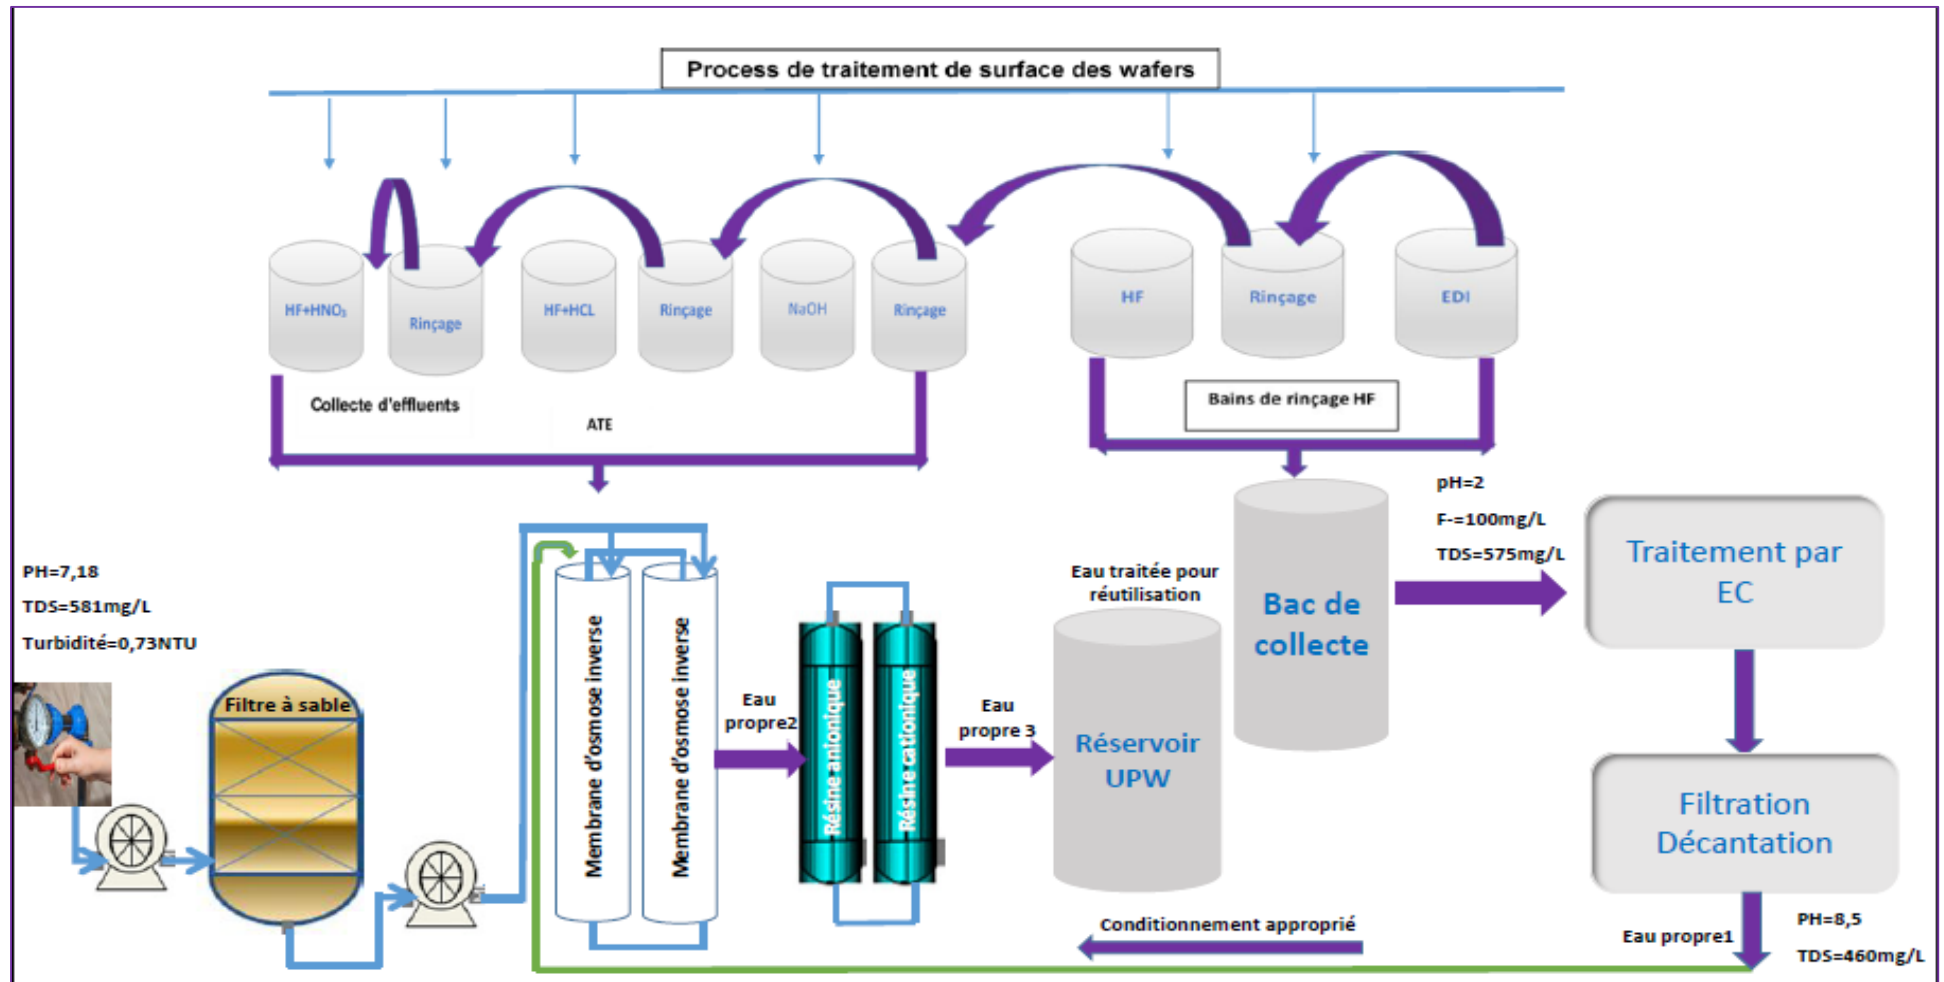 Process de traitement de surface des wafers
HF+HNO₃
Rinçage
HF+HCL
Rinçage
NaOH
Rinçage
HF
Rinçage
EDI
Collecte d'effluents
ATE
Bains de rinçage HF
PH=7,18
TDS=581mg/L
Turbidité=0,73NTU
Filtre à sable
Membrane d'osmose inverse
Membrane d'osmose inverse
Eau
propre2
Résine anionique
Résine cationique
Eau
propre 3
Eau traitée pour
réutilisation
Réservoir
UPW
Bac de
collecte
pH=2
F-=100mg/L
TDS=575mg/L
Traitement par
EC
Filtration
Décantation
Conditionnement approprié
Eau propre1
PH=8,5
TDS=460mg/L